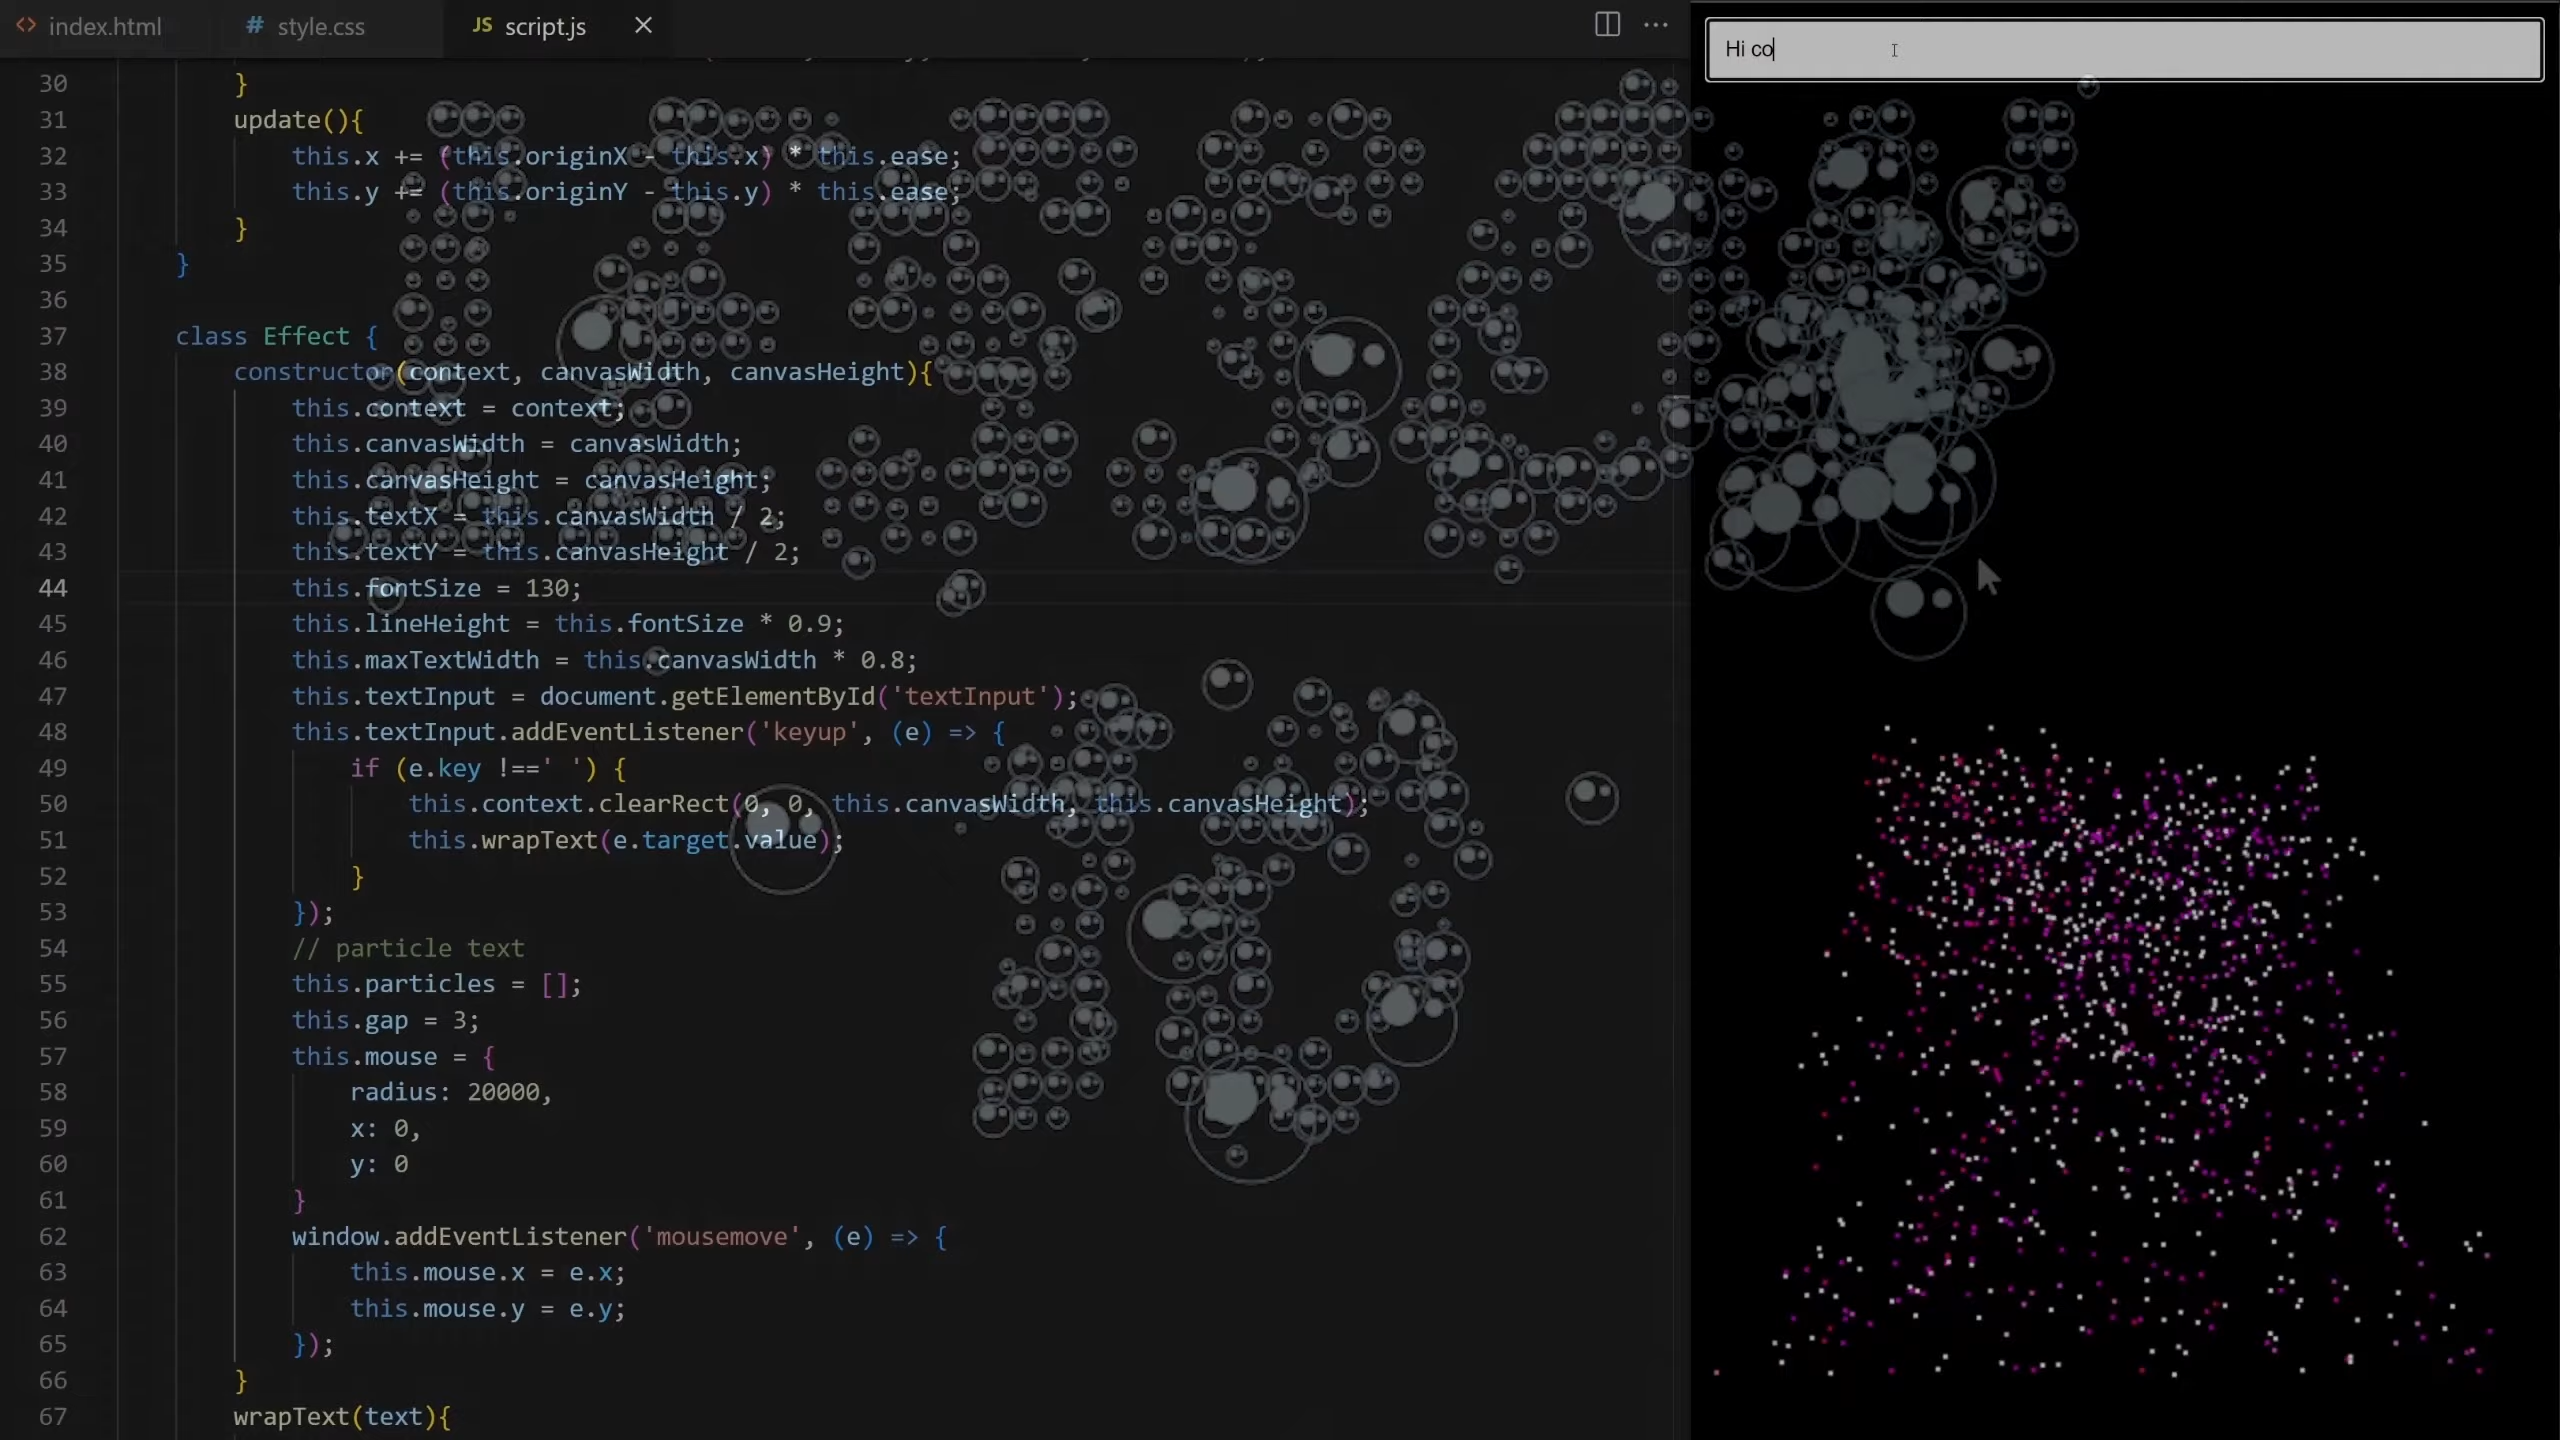 <> index.html # style.css JS script.js × ···
Hi co
30 }
31 update(){
32 this.x += (this.originX - this.x) * this.ease;
33 this.y += (this.originY - this.y) * this.ease;
34 }
35 }
36
37 class Effect {
38 constructor(context, canvasWidth, canvasHeight){
39 this.context = context;
40 this.canvasWidth = canvasWidth;
41 this.canvasHeight = canvasHeight;
42 this.textX = this.canvasWidth / 2;
43 this.textY = this.canvasHeight / 2;
44 this.fontSize = 130;
45 this.lineHeight = this.fontSize * 0.9;
46 this.maxTextWidth = this.canvasWidth * 0.8;
47 this.textInput = document.getElementById('textInput');
48 this.textInput.addEventListener('keyup', (e) => {
49 if (e.key !==' ') {
50 this.context.clearRect(0, 0, this.canvasWidth, this.canvasHeight);
51 this.wrapText(e.target.value);
52 }
53 });
54 // particle text
55 this.particles = [];
56 this.gap = 3;
57 this.mouse = {
58 radius: 20000,
59 x: 0,
60 y: 0
61 }
62 window.addEventListener('mousemove', (e) => {
63 this.mouse.x = e.x;
64 this.mouse.y = e.y;
65 });
66 }
67 wrapText(text){